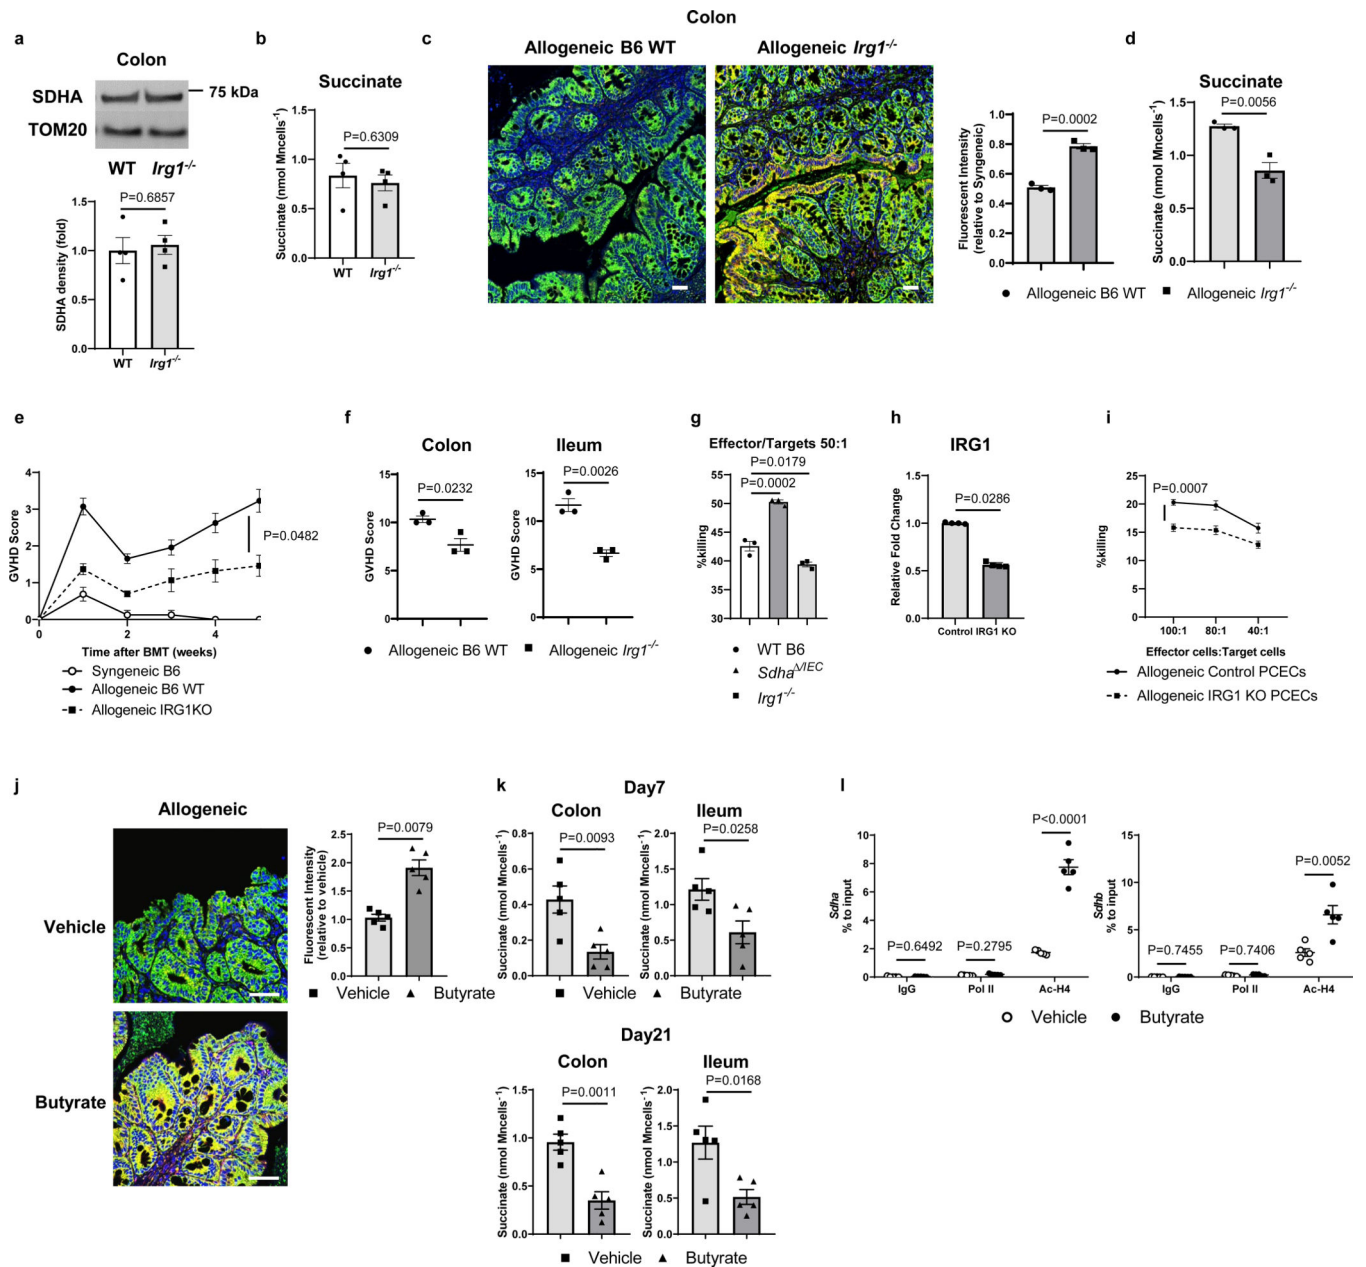 Colon
a
Colon
SDHA
75 kDa
TOM20
WT Irg1-/-
P=0.6857
SDHA density (fold)
1.5
1.0
0.5
0.0
WT Irg1-/-
b
Succinate
P=0.6309
Succinate (nmol Mncells-1)
1.5
1.0
0.5
0.0
WT Irg1-/-
c
Allogeneic B6 WT Allogeneic Irg1-/-
P=0.0002
Fluorescent Intensity
(relative to Syngeneic)
1.0
0.8
0.6
0.4
0.2
0.0
d
Succinate
P=0.0056
Succinate (nmol Mncells-1)
1.5
1.0
0.5
0.0
Allogeneic B6 WT Allogeneic Irg1-/-
e
GVHD Score
4
3
2
1
0
P=0.0482
0 2 4
Time after BMT (weeks)
Syngeneic B6
Allogeneic B6 WT
Allogeneic IRG1KO
f
Colon
P=0.0232
GVHD Score
15
10
5
0
Ileum
P=0.0026
GVHD Score
15
10
5
0
Allogeneic B6 WT Allogeneic Irg1-/-
g
Effector/Targets 50:1
P=0.0179
P=0.0002
%killing
55
50
45
40
35
30
WT B6
SdhaΔ/IEC
Irg1-/-
h
IRG1
P=0.0286
Relative Fold Change
1.5
1.0
0.5
0.0
Control IRG1 KO
i
P=0.0007
%killing
25
20
15
10
5
0
100:1 80:1 40:1
Effector cells:Target cells
Allogeneic Control PCECs
Allogeneic IRG1 KO PCECs
j
Allogeneic
Vehicle
Butyrate
P=0.0079
Fluorescent Intensity
(relative to vehicle)
2.5
2.0
1.5
1.0
0.5
0.0
Vehicle Butyrate
k
Day7
Colon
P=0.0093
Succinate (nmol Mncells-1)
0.8
0.6
0.4
0.2
0.0
Ileum
P=0.0258
Succinate (nmol Mncells-1)
2.0
1.5
1.0
0.5
0.0
Vehicle Butyrate
Day21
Colon
P=0.0011
Succinate (nmol Mncells-1)
1.5
1.0
0.5
0.0
Ileum
P=0.0168
Succinate (nmol Mncells-1)
2.0
1.5
1.0
0.5
0.0
Vehicle Butyrate
l
P<0.0001
Sdha
% to input
10
8
6
4
2
0
P=0.6492
P=0.2795
IgG Pol II Ac-H4
P=0.0052
Sdhb
% to input
15
10
5
0
P=0.7455
P=0.7406
IgG Pol II Ac-H4
Vehicle Butyrate